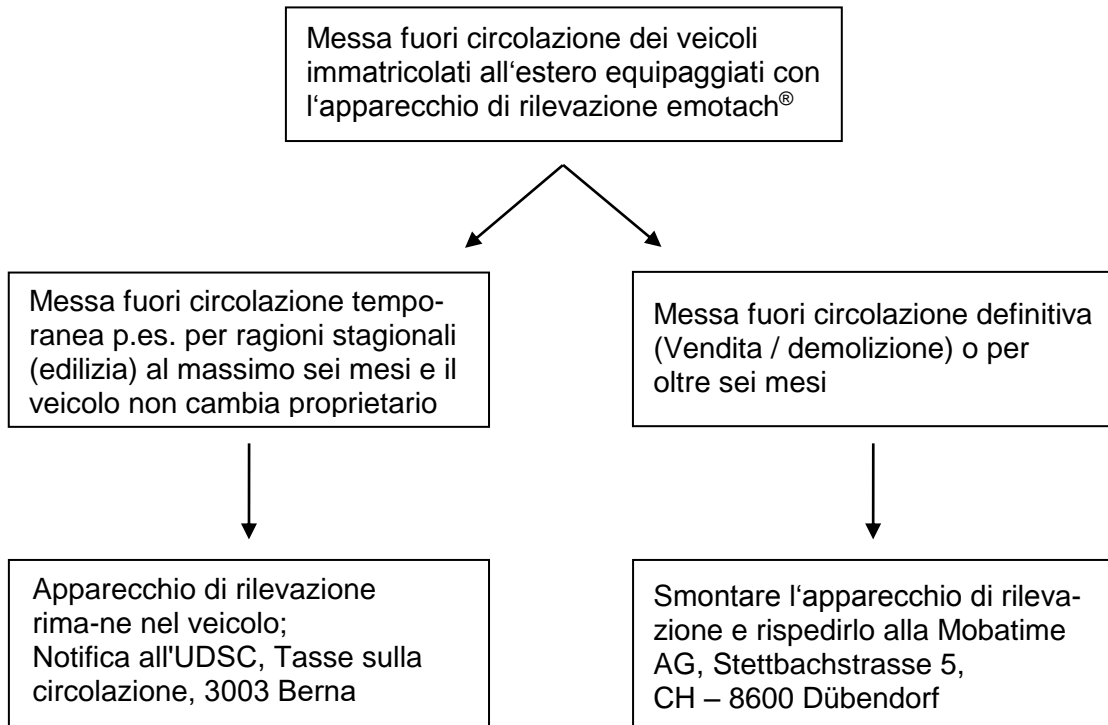 Messa fuori circolazione dei veicoli
immatricolati all‘estero equipaggiati con
l‘apparecchio di rilevazione emotach®
Messa fuori circolazione tempo-
ranea p.es. per ragioni stagionali
(edilizia) al massimo sei mesi e il
veicolo non cambia proprietario
Messa fuori circolazione definitiva
(Vendita / demolizione) o per
oltre sei mesi
Apparecchio di rilevazione
rima-ne nel veicolo;
Notifica all'UDSC, Tasse sulla
circolazione, 3003 Berna
Smontare l‘apparecchio di rileva-
zione e rispedirlo alla Mobatime
AG, Stettbachstrasse 5,
CH – 8600 Dübendorf